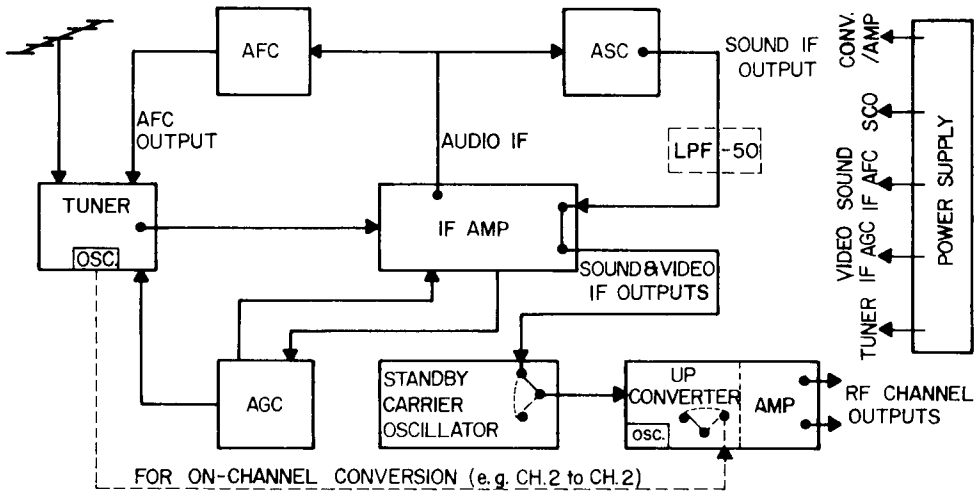 AFC
ASC
SOUND IF
OUTPUT
CONV.
/AMP
AFC
OUTPUT
AUDIO IF
LPF-50
SCO
TUNER
OSC.
IF AMP
VIDEO SOUND
TUNER IF AGC IF AFC
POWER SUPPLY
SOUND & VIDEO
IF OUTPUTS
AGC
STANDBY
CARRIER
OSCILLATOR
UP
CONVERTER
OSC.
AMP
RF CHANNEL
OUTPUTS
FOR ON-CHANNEL CONVERSION (e.g. CH.2 to CH.2)